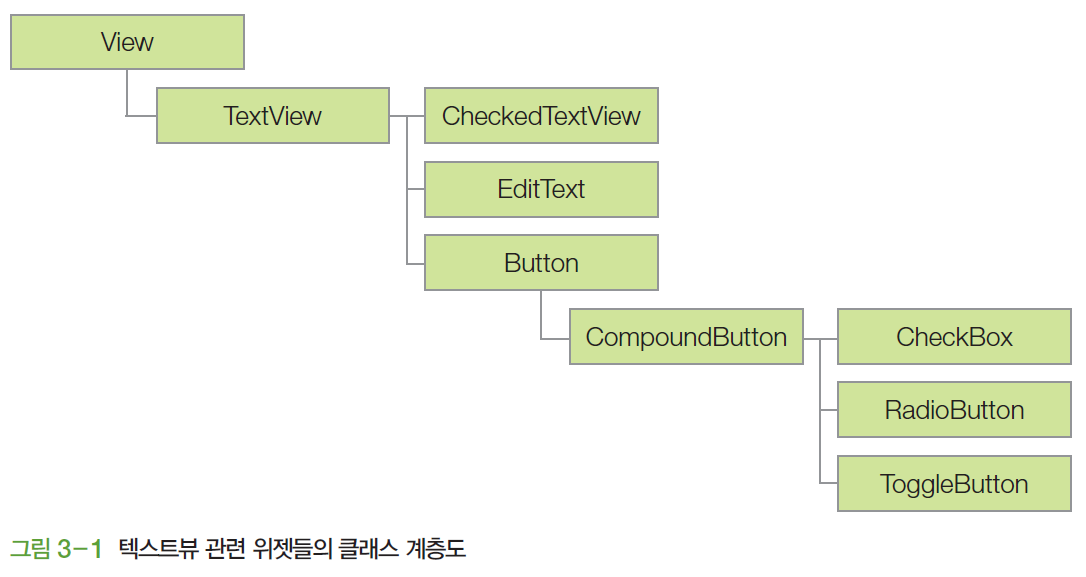 View
TextView
CheckedTextView
EditText
Button
CompoundButton
CheckBox
RadioButton
ToggleButton
그림 3-1 텍스트뷰 관련 위젯들의 클래스 계층도